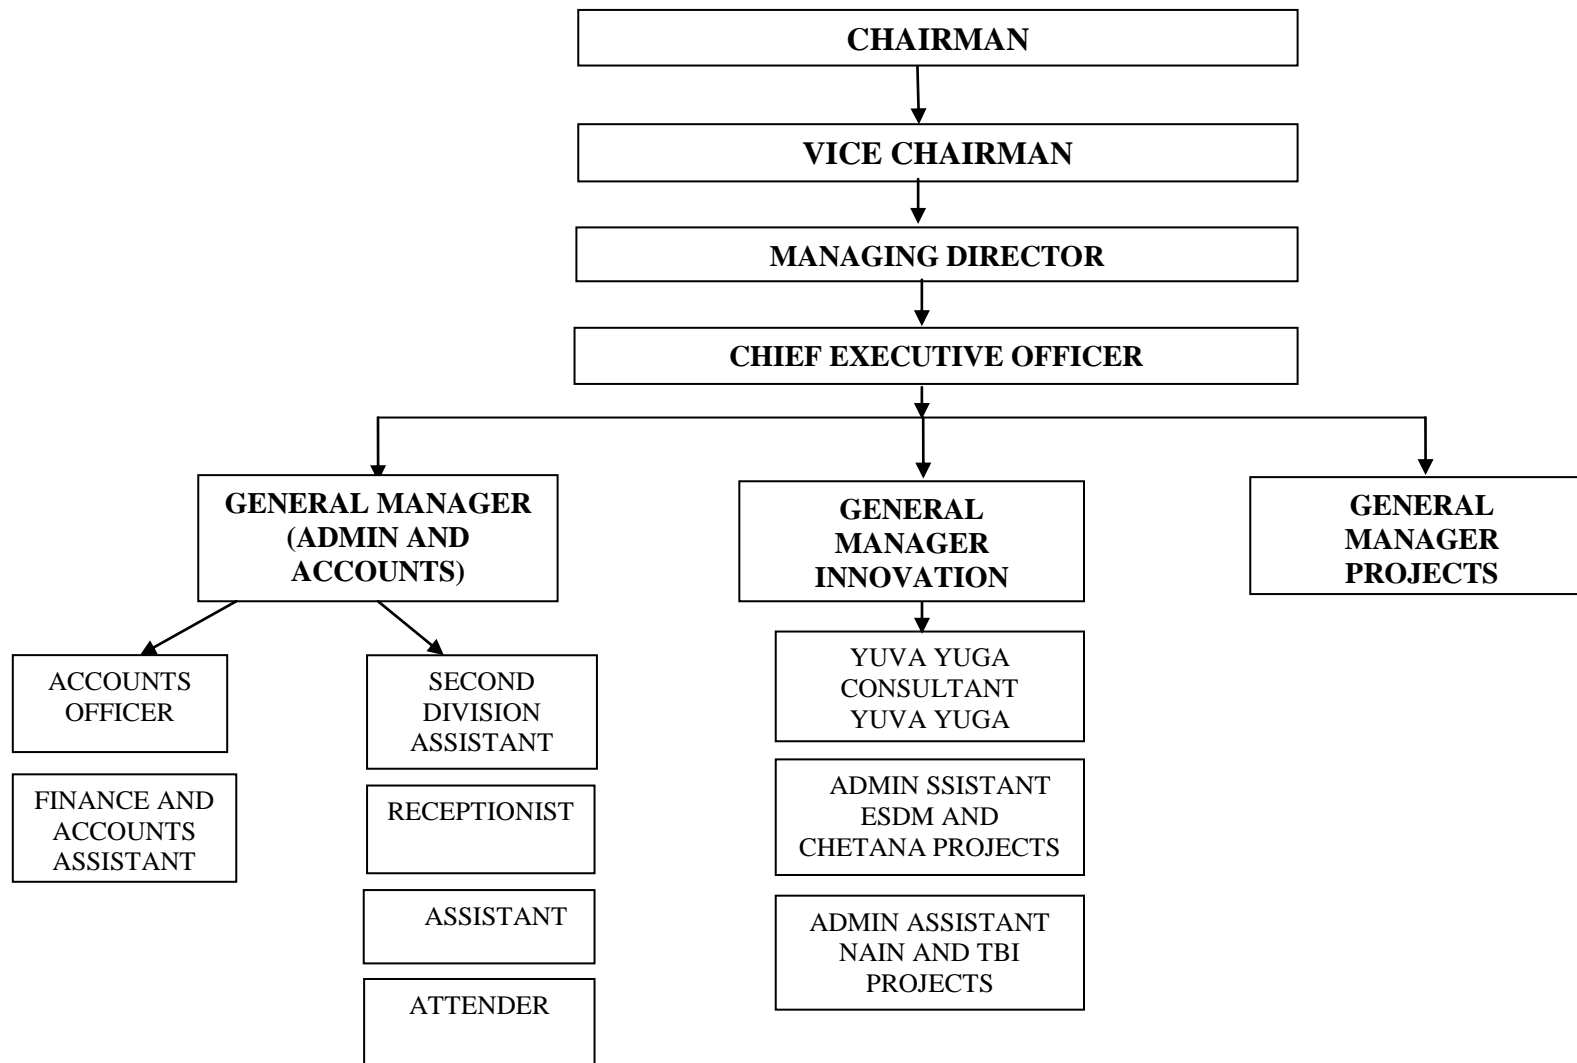 CHAIRMAN
VICE CHAIRMAN
MANAGING DIRECTOR
CHIEF EXECUTIVE OFFICER
GENERAL MANAGER
(ADMIN AND
ACCOUNTS)
GENERAL
MANAGER
INNOVATION
GENERAL
MANAGER
PROJECTS
ACCOUNTS
OFFICER
FINANCE AND
ACCOUNTS
ASSISTANT
SECOND
DIVISION
ASSISTANT
RECEPTIONIST
ASSISTANT
ATTENDER
YUVA YUGA
CONSULTANT
YUVA YUGA
ADMIN SSISTANT
ESDM AND
CHETANA PROJECTS
ADMIN ASSISTANT
NAIN AND TBI
PROJECTS